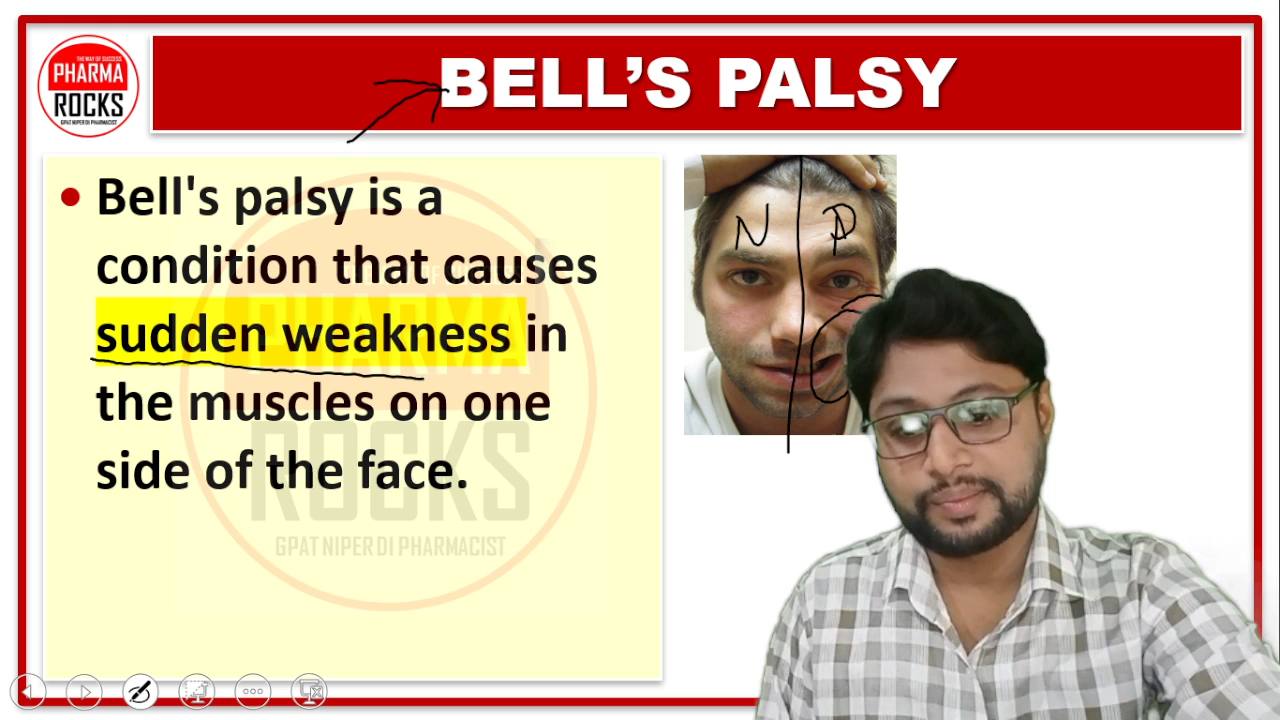 THE WAY OF SUCCESS
PHARMA
ROCKS
GPAT NIPER DI PHARMACIST
BELL'S PALSY
• Bell's palsy is a
condition that causes
sudden weakness in
the muscles on one
side of the face.
N
PHARMA
ROCKS
GPAT NIPER DI PHARMACIST